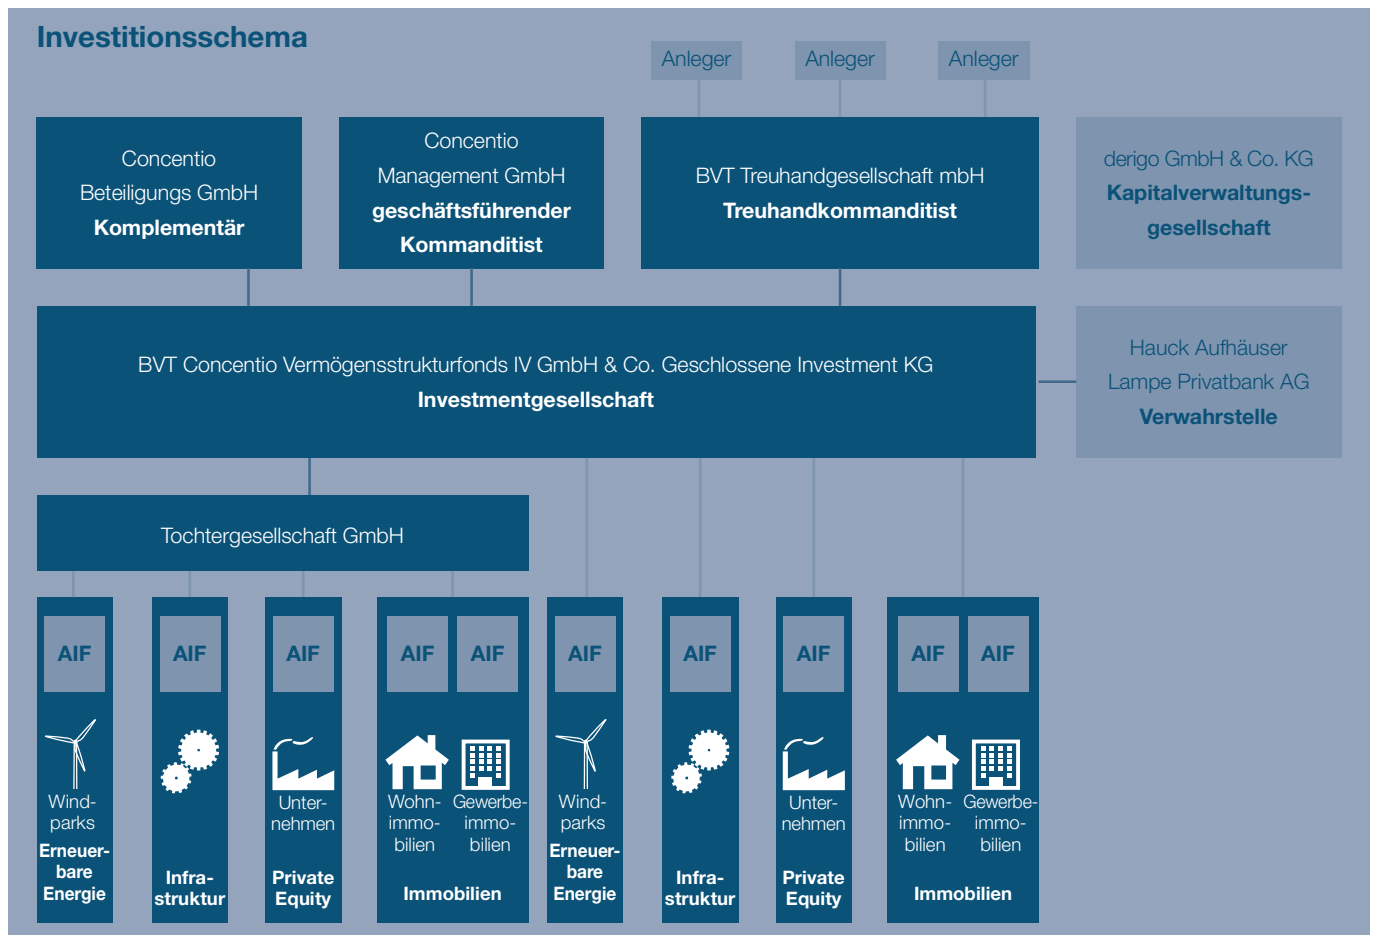 Investitionsschema
Anleger
Anleger
Anleger
Concentio
Beteiligungs GmbH
Komplementär
Concentio
Management GmbH
geschäftsführender
Kommanditist
BVT Treuhandgesellschaft mbH
Treuhandkommanditist
derigo GmbH & Co. KG
Kapitalverwaltungs-
gesellschaft
BVT Concentio Vermögensstrukturfonds IV GmbH & Co. Geschlossene Investment KG
Investmentgesellschaft
Hauck Aufhäuser
Lampe Privatbank AG
Verwahrstelle
Tochtergesellschaft GmbH
AIF
Wind-
parks
Erneuer-
bare
Energie
AIF
Infra-
struktur
AIF
Unter-
nehmen
Private
Equity
AIF
Wohn-
immo-
bilien
AIF
Gewerbe-
immo-
bilien
Immobilien
AIF
Wind-
parks
Erneuer-
bare
Energie
AIF
Infra-
struktur
AIF
Unter-
nehmen
Private
Equity
AIF
Wohn-
immo-
bilien
AIF
Gewerbe-
immo-
bilien
Immobilien